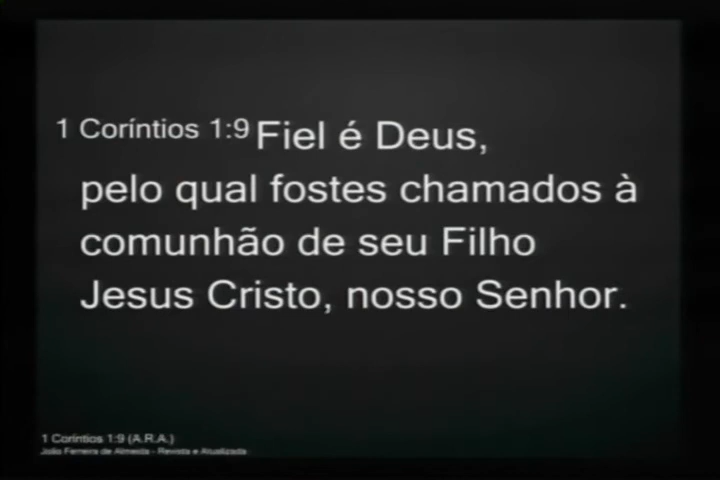 1 Coríntios 1:9 Fiel é Deus,
pelo qual fostes chamados à
comunhão de seu Filho
Jesus Cristo, nosso Senhor.
1 Coríntios 1:9 (A.R.A.)
João Ferreira de Almeida - Revista e Atualizada